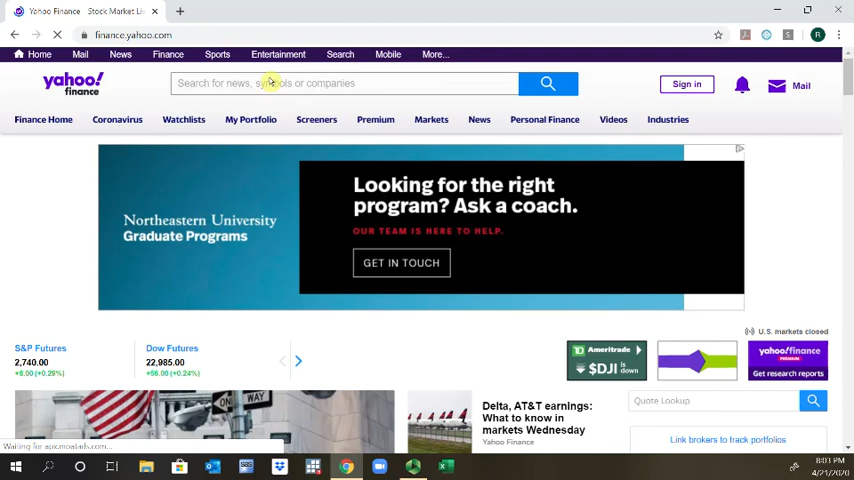 Yahoo Finance - Stock Market Li
finance.yahoo.com
R
Home Mail News Finance Sports Entertainment Search Mobile More...
yahoo!
finance
Search for news, symbols or companies
Sign in
Mail
Finance Home Coronavirus Watchlists My Portfolio Screeners Premium Markets News Personal Finance Videos Industries
Northeastern University
Graduate Programs
Looking for the right
program? Ask a coach.
OUR TEAM IS HERE TO HELP.
GET IN TOUCH
U.S. markets closed
S&P Futures
2,740.00
+8.00 (+0.29%)
Dow Futures
22,985.00
+56.00 (+0.24%)
TD Ameritrade
$DJI is
down
yahoo!finance
PREMIUM
Get research reports
ONE WAY
Delta, AT&T earnings:
What to know in
markets Wednesday
Yahoo Finance
Quote Lookup
Link brokers to track portfolios
8:03 PM
4/21/2020